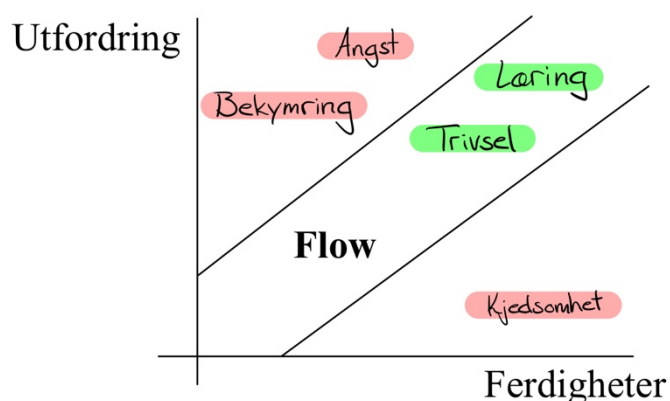 Utfordring
Angst
Læring
Bekymring
Trivsel
Flow
Kjedsomhet
Ferdigheter